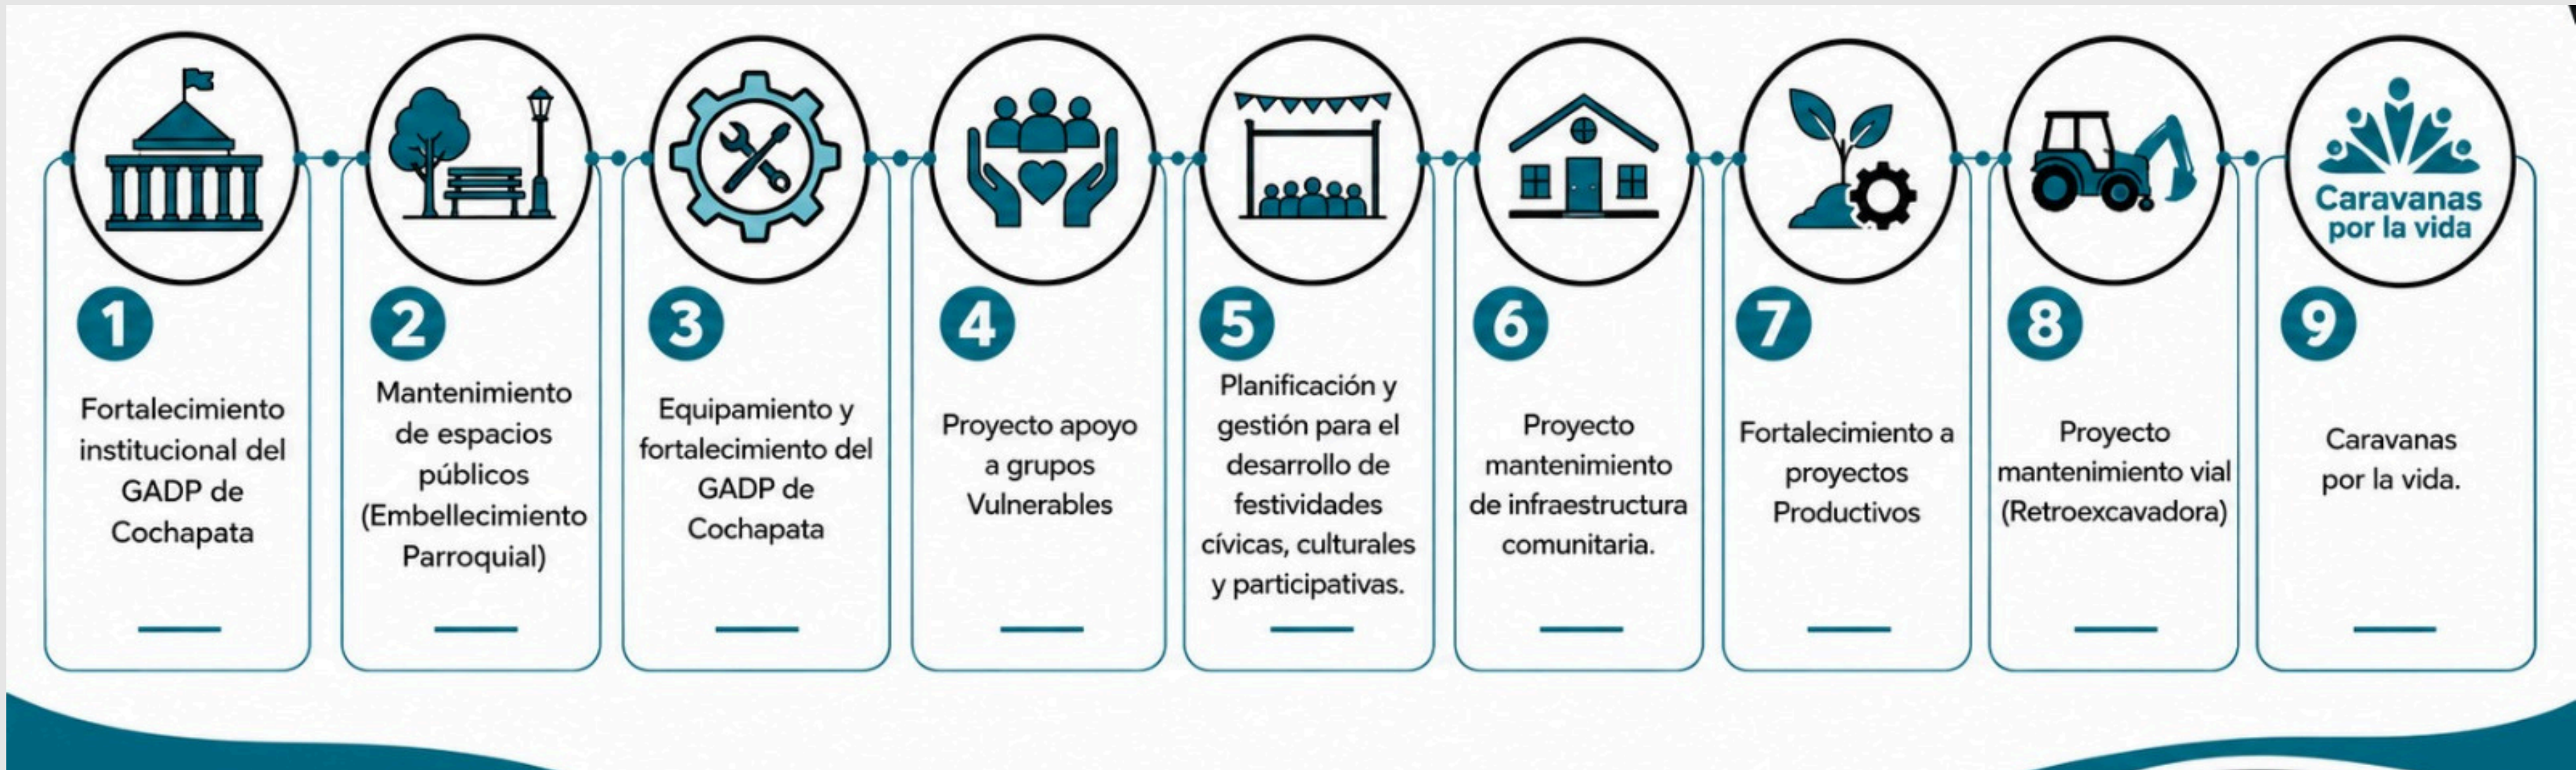 Caravanas
por la vida
1
Fortalecimiento
institucional del
GADP de
Cochapata
2
Mantenimiento
de espacios
públicos
(Embellecimiento
Parroquial)
3
Equipamiento y
fortalecimiento del
GADP de
Cochapata
4
Proyecto apoyo
a grupos
Vulnerables
5
Planificación y
gestión para el
desarrollo de
festividades
cívicas, culturales
y participativas.
6
Proyecto
mantenimiento
de infraestructura
comunitaria.
7
Fortalecimiento a
proyectos
Productivos
8
Proyecto
mantenimiento vial
(Retroexcavadora)
9
Caravanas
por la vida.